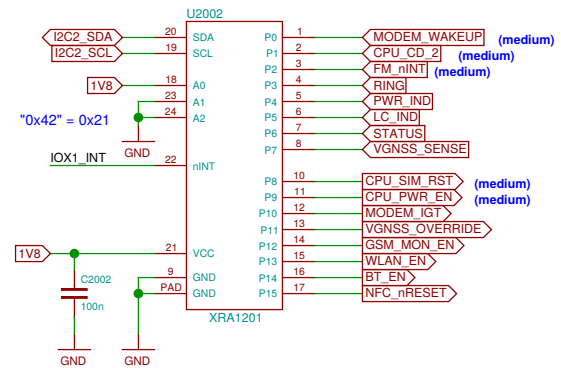 U2002
I2C2_SDA 20 SDA P0 1 MODEM_WAKEUP (medium)
I2C2_SCL 19 SCL P1 2 CPU_CD_2 (medium)
P2 3 FM_nINT (medium)
1V8 18 A0 P3 4 RING
23 A1 P4 5 PWR_IND
"0x42" = 0x21 24 A2 P5 6 LC_IND
P6 7 STATUS
GND P7 8 VGNSS_SENSE
IOX1_INT 22 nINT
P8 10 CPU_SIM_RST (medium)
P9 11 CPU_PWR_EN (medium)
P10 12 MODEM_IGT
P11 13 VGNSS_OVERRIDE
1V8 21 VCC P12 14 GSM_MON_EN
P13 15 WLAN_EN
C2002 9 GND P14 16 BT_EN
100n PAD GND P15 17 NFC_nRESET
XRA1201
GND GND